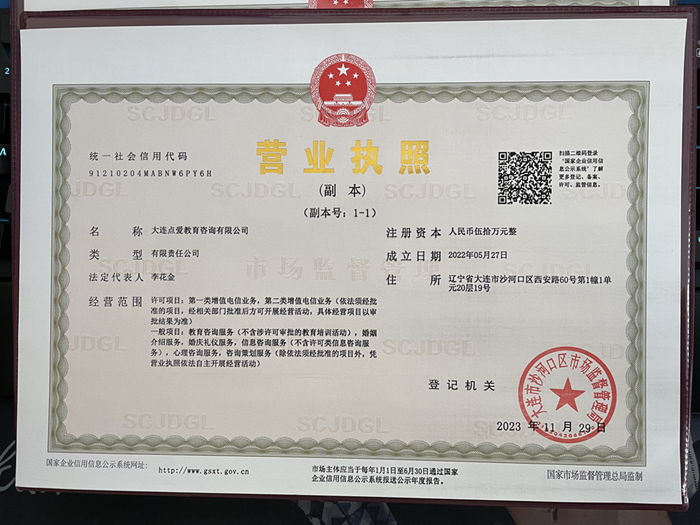 SCJDGL SCJDGL SCJDGL
营业执照
(副 本)
(副本号: 1-1)
统一社会信用代码
91210204MABNW6PY6H
扫描二维码登录
"国家企业信用信
息公示系统"了解
更多登记、备案、
许可、监管信息。
名 称 大连点爱教育咨询有限公司
类 型 有限责任公司
法定代表人 李花金
经营范围 许可项目:第一类增值电信业务,第二类增值电信业务(依法须经批
准的项目,经相关部门批准后方可开展经营活动,具体经营项目以审
批结果为准)
一般项目:教育咨询服务(不含涉许可审批的教育培训活动),婚姻
介绍服务,婚庆礼仪服务,信息咨询服务(不含许可类信息咨询服
务),心理咨询服务,咨询策划服务(除依法须经批准的项目外,凭
营业执照依法自主开展经营活动)
注册资本 人民币伍拾万元整
成立日期 2022年05月27日
住 所 辽宁省大连市沙河口区西安路60号第1幢1单
元20层19号
市场监督管理
登记机关
大连市沙河口区市场监督管理局
2023 年 11 月 29 日
国家企业信用信息公示系统网址: http://www.gsxt.gov.cn
市场主体应当于每年1月1日至6月30日通过国家
企业信用信息公示系统报送公示年度报告。
国家市场监督管理总局监制